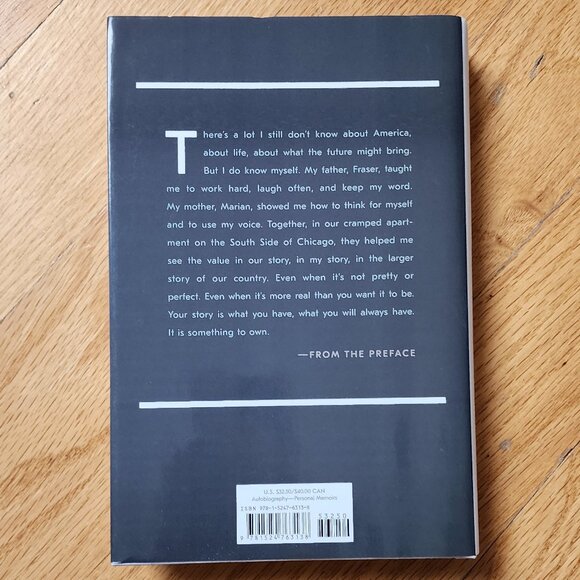 There's a lot I still don't know about America,
about life, about what the future might bring.
But I do know myself. My father, Fraser, taught
me to work hard, laugh often, and keep my word.
My mother, Marian, showed me how to think for myself
and to use my voice. Together, in our cramped apart-
ment on the South Side of Chicago, they helped me
see the value in our story, in my story, in the larger
story of our country. Even when it's not pretty or
perfect. Even when it's more real than you want it to be.
Your story is what you have, what you will always have.
It is something to own.
—FROM THE PREFACE
U.S. $32.50/$40.00 CAN
Autobiography—Personal Memoirs
ISBN 978-1-5247-6313-8
53250
9781524763138